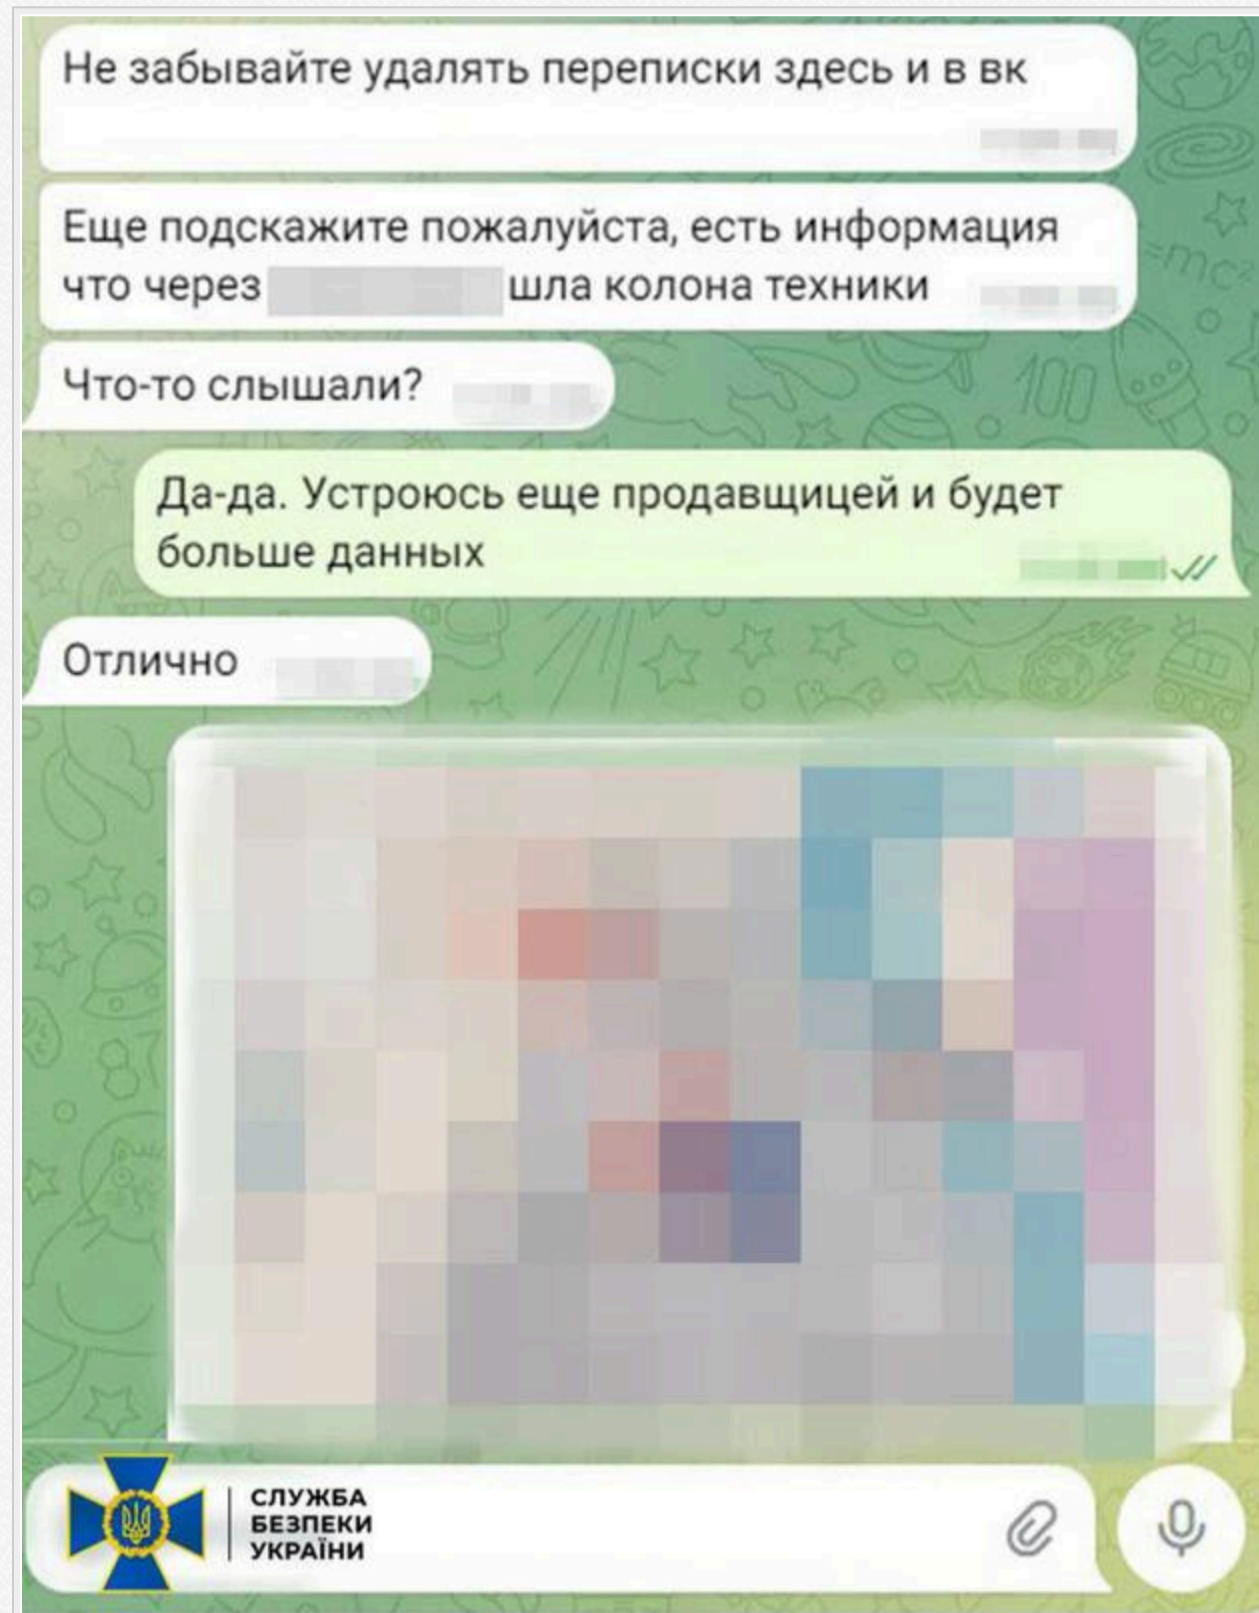 Не забывайте удалять переписки здесь и в вк
Еще подскажите пожалуйста, есть информация
что через шла колона техники
Что-то слышали?
Да-да. Устроюсь еще продавщицей и будет
больше данных
Отлично
СЛУЖБА
БЕЗПЕКИ
УКРАЇНИ